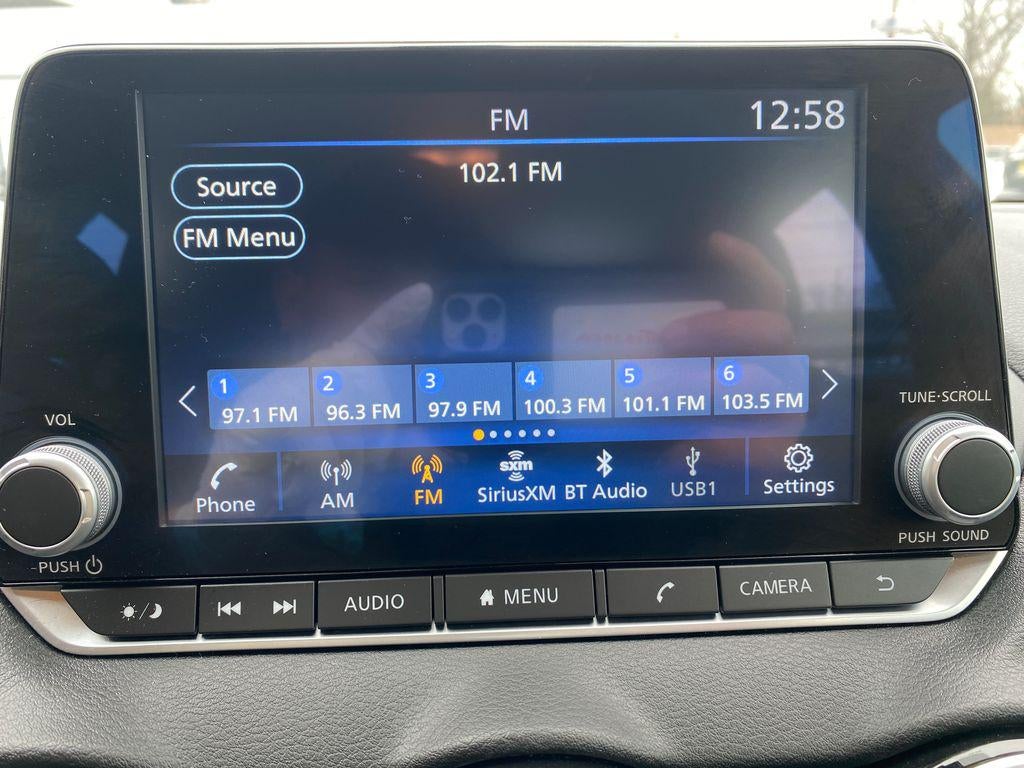 FM
12:58
102.1 FM
Source
FM Menu
1 97.1 FM
2 96.3 FM
3 97.9 FM
4 100.3 FM
5 101.1 FM
6 103.5 FM
VOL
TUNE·SCROLL
Phone
AM
FM
sxm
SiriusXM
BT Audio
USB1
Settings
PUSH
PUSH SOUND
AUDIO
MENU
CAMERA